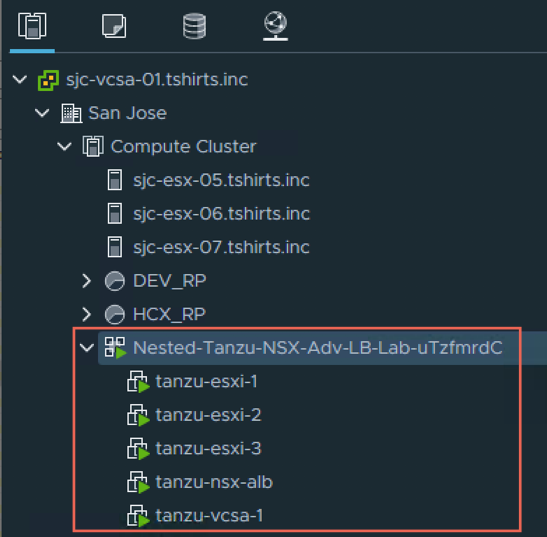 sjc-vcsa-01.tshirts.inc
San Jose
Compute Cluster
sjc-esx-05.tshirts.inc
sjc-esx-06.tshirts.inc
sjc-esx-07.tshirts.inc
DEV_RP
HCX_RP
Nested-Tanzu-NSX-Adv-LB-Lab-uTzfmrdC
tanzu-esxi-1
tanzu-esxi-2
tanzu-esxi-3
tanzu-nsx-alb
tanzu-vcsa-1